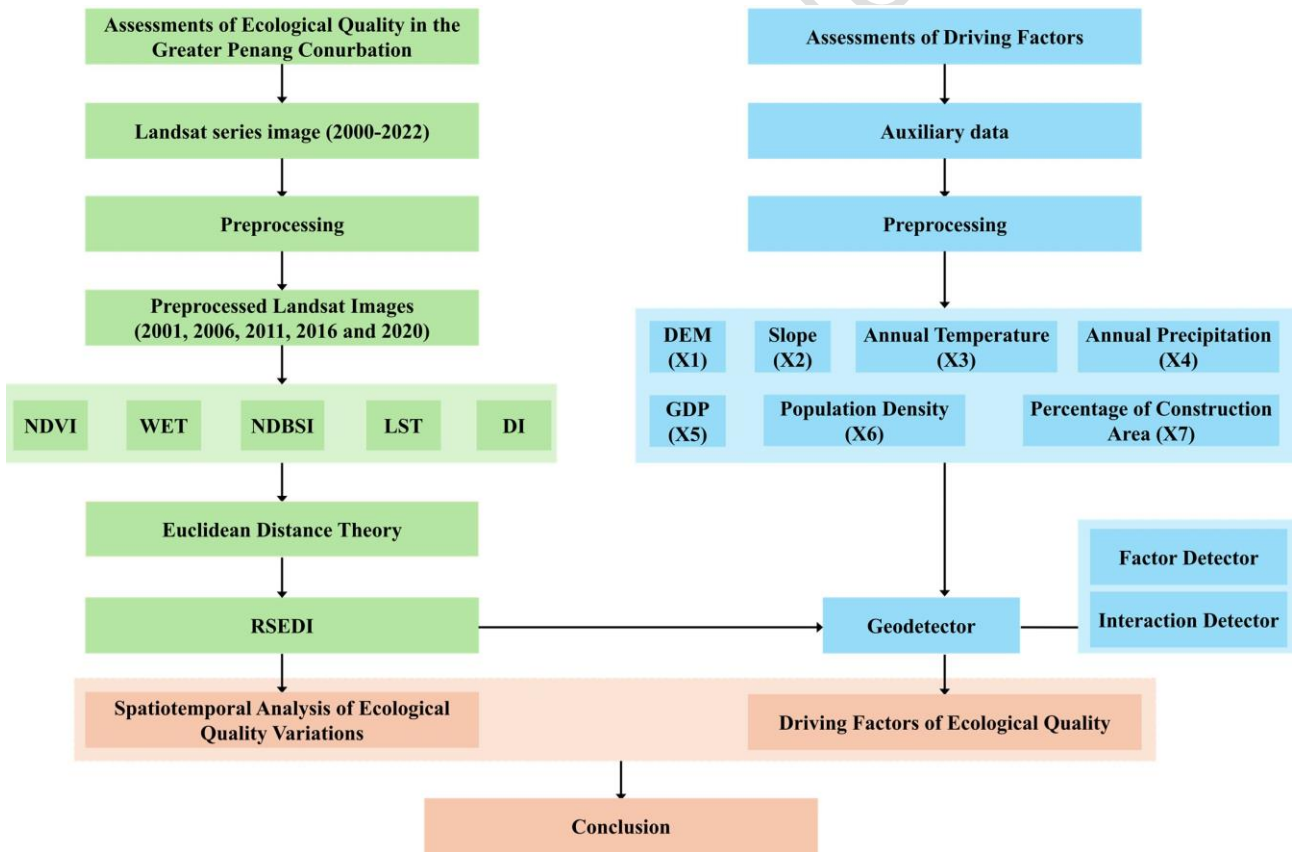 Assessments of Ecological Quality in the
Greater Penang Conurbation
Landsat series image (2000-2022)
Preprocessing
Preprocessed Landsat Images
(2001, 2006, 2011, 2016 and 2020)
NDVI
WET
NDBSI
LST
DI
Euclidean Distance Theory
RSEDI
Assessments of Driving Factors
Auxiliary data
Preprocessing
DEM
(X1)
Slope
(X2)
Annual Temperature
(X3)
Annual Precipitation
(X4)
GDP
(X5)
Population Density
(X6)
Percentage of Construction
Area (X7)
Geodetector
Factor Detector
Interaction Detector
Spatiotemporal Analysis of Ecological
Quality Variations
Driving Factors of Ecological Quality
Conclusion